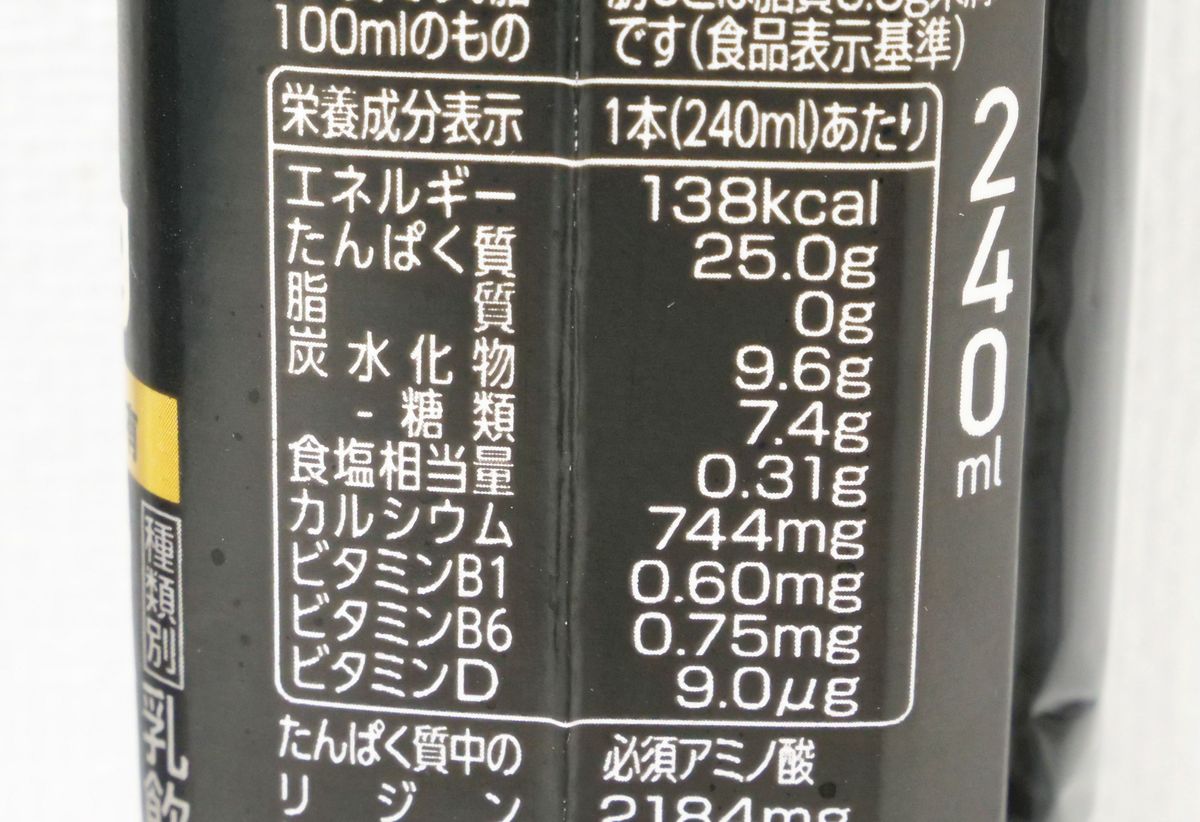 100mlのもの
です(食品表示基準)
栄養成分表示 1本(240ml)あたり
エネルギー 138kcal
たんぱく質 25.0g
脂質 0g
炭水化物 9.6g
-糖類 7.4g
食塩相当量 0.31g
カルシウム 744mg
ビタミンB1 0.60mg
ビタミンB6 0.75mg
ビタミンD 9.0μg
たんぱく質中の 必須アミノ酸
リジン 2184mg
240ml
種類別 乳飲